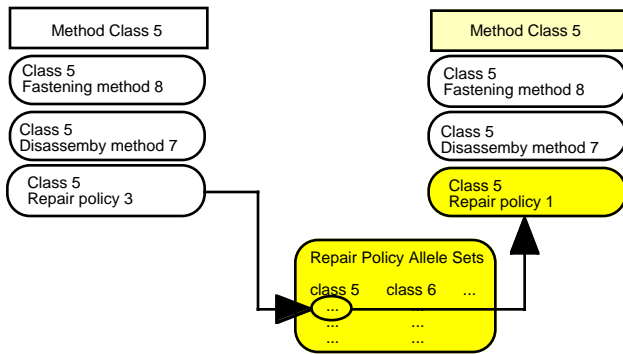 Method Class 5
Class 5
Fastening method 8
Class 5
Disassemby method 7
Class 5
Repair policy 3
Method Class 5
Class 5
Fastening method 8
Class 5
Disassemby method 7
Class 5
Repair policy 1
Repair Policy Allele Sets
class 5 class 6 ...
... ...
... ...
... ...